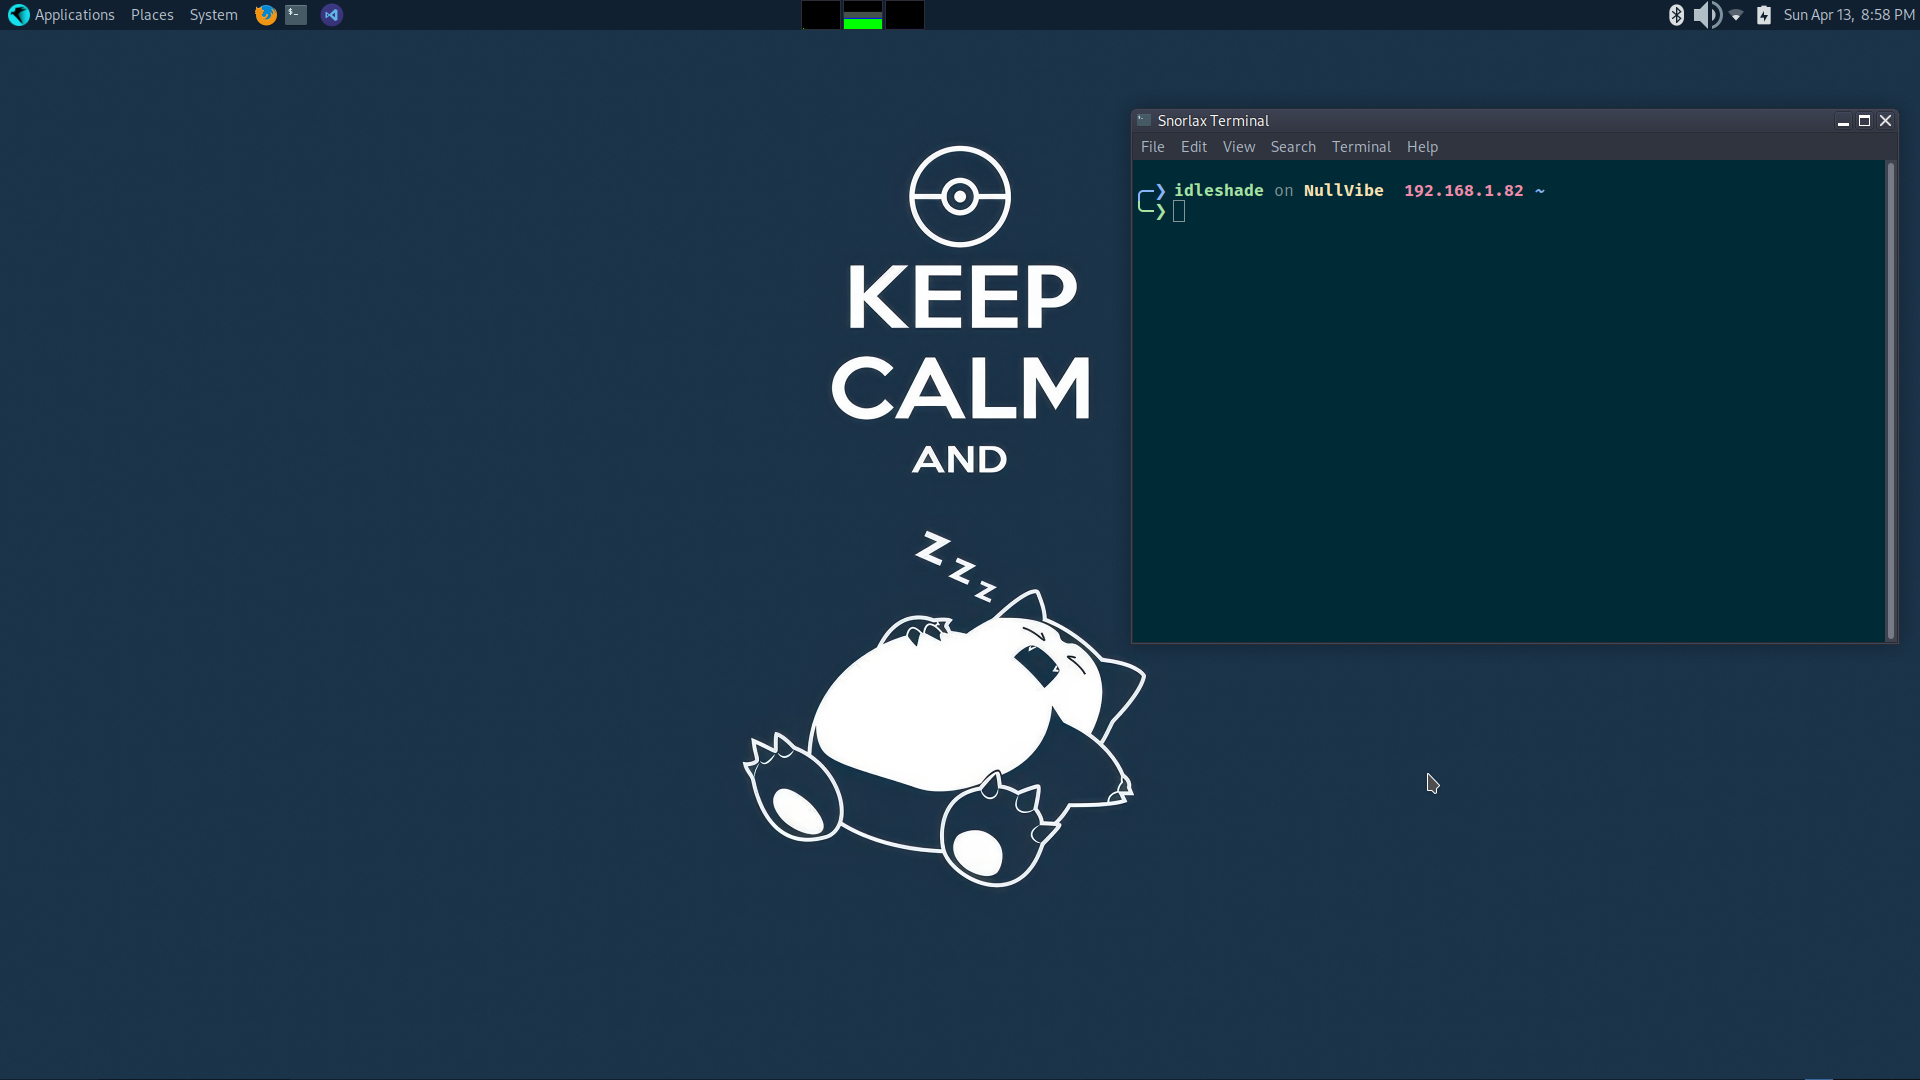 Applications Places System
Sun Apr 13, 8:58 PM
Snorlax Terminal
File Edit View Search Terminal Help
idleshade on NullVibe 192.168.1.82 ~
KEEP
CALM
AND
Z
Z
Z